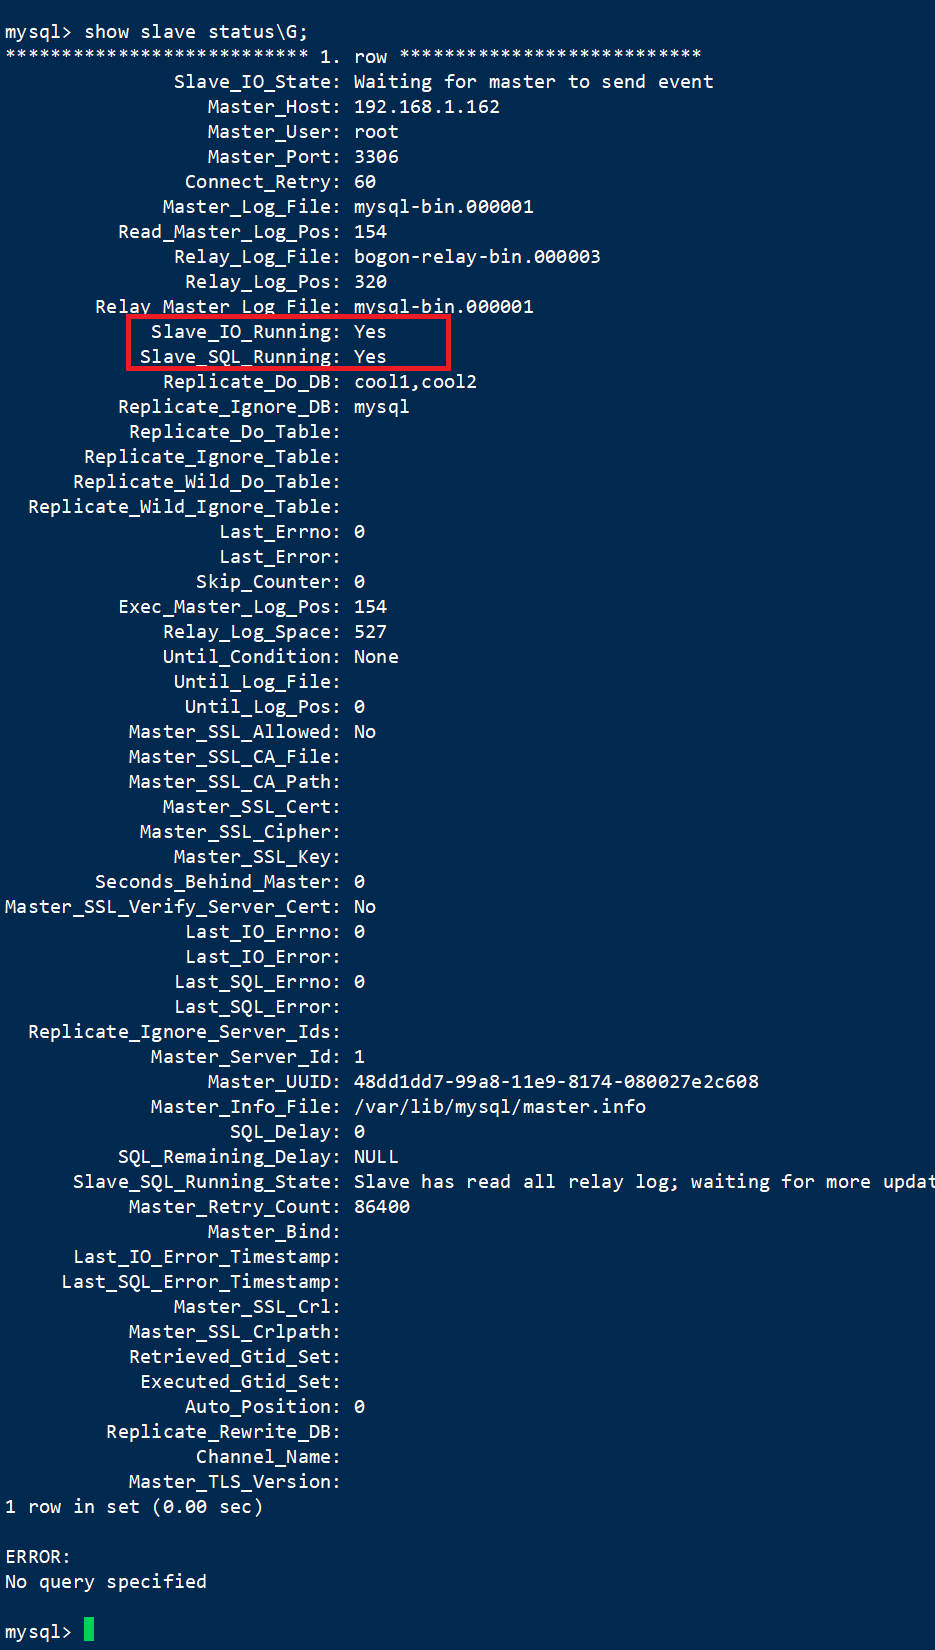 mysql> show slave status\G;
*************************** 1. row ***************************
Slave_IO_State: Waiting for master to send event
Master_Host: 192.168.1.162
Master_User: root
Master_Port: 3306
Connect_Retry: 60
Master_Log_File: mysql-bin.000001
Read_Master_Log_Pos: 154
Relay_Log_File: bogon-relay-bin.000003
Relay_Log_Pos: 320
Relay_Master_Log_File: mysql-bin.000001
Slave_IO_Running: Yes
Slave_SQL_Running: Yes
Replicate_Do_DB: cool1,cool2
Replicate_Ignore_DB: mysql
Replicate_Do_Table:
Replicate_Ignore_Table:
Replicate_Wild_Do_Table:
Replicate_Wild_Ignore_Table:
Last_Errno: 0
Last_Error:
Skip_Counter: 0
Exec_Master_Log_Pos: 154
Relay_Log_Space: 527
Until_Condition: None
Until_Log_File:
Until_Log_Pos: 0
Master_SSL_Allowed: No
Master_SSL_CA_File:
Master_SSL_CA_Path:
Master_SSL_Cert:
Master_SSL_Cipher:
Master_SSL_Key:
Seconds_Behind_Master: 0
Master_SSL_Verify_Server_Cert: No
Last_IO_Errno: 0
Last_IO_Error:
Last_SQL_Errno: 0
Last_SQL_Error:
Replicate_Ignore_Server_Ids:
Master_Server_Id: 1
Master_UUID: 48dd1dd7-99a8-11e9-8174-080027e2c608
Master_Info_File: /var/lib/mysql/master.info
SQL_Delay: 0
SQL_Remaining_Delay: NULL
Slave_SQL_Running_State: Slave has read all relay log; waiting for more updat
Master_Retry_Count: 86400
Master_Bind:
Last_IO_Error_Timestamp:
Last_SQL_Error_Timestamp:
Master_SSL_Crl:
Master_SSL_Crlpath:
Retrieved_Gtid_Set:
Executed_Gtid_Set:
Auto_Position: 0
Replicate_Rewrite_DB:
Channel_Name:
Master_TLS_Version:
1 row in set (0.00 sec)
ERROR:
No query specified
mysql>